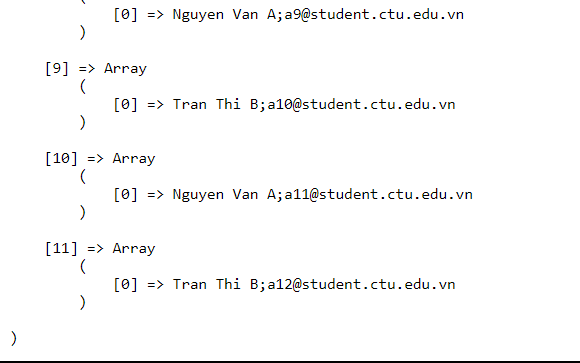 [0] => Nguyen Van A;a9@student.ctu.edu.vn
)
[9] => Array
(
[0] => Tran Thi B;a10@student.ctu.edu.vn
)
[10] => Array
(
[0] => Nguyen Van A;a11@student.ctu.edu.vn
)
[11] => Array
(
[0] => Tran Thi B;a12@student.ctu.edu.vn
)
)